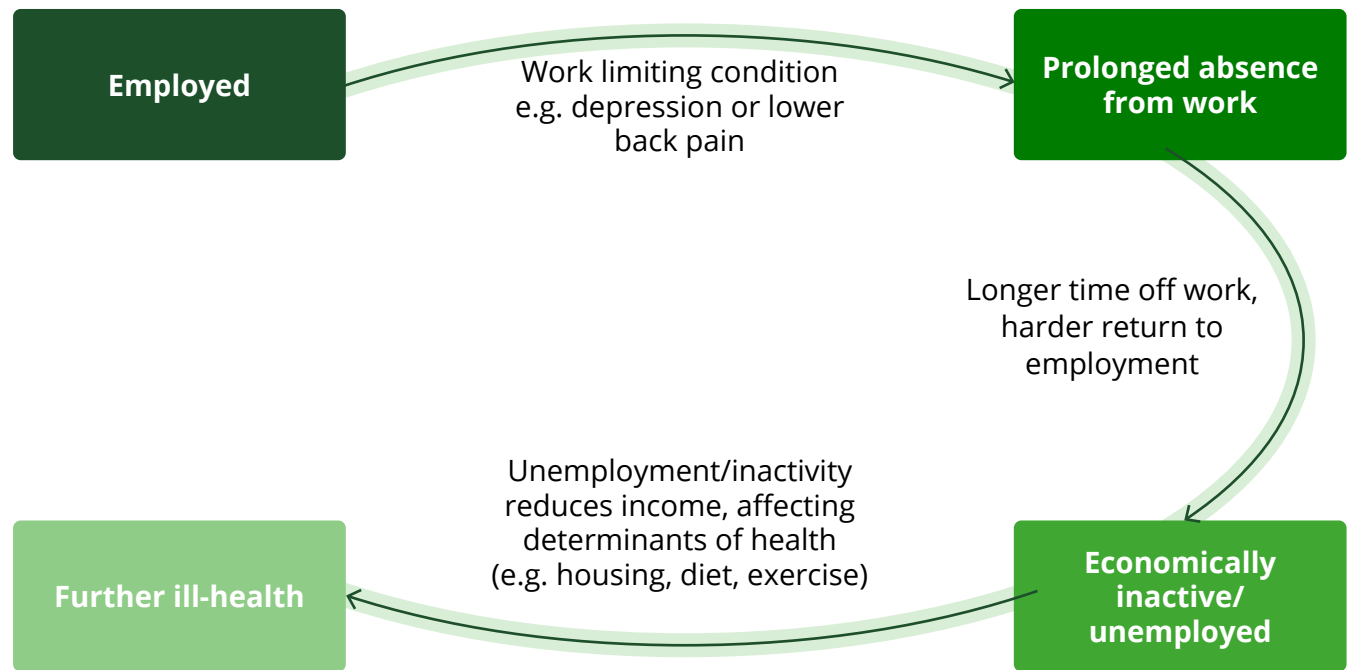 Employed
Work limiting condition
e.g. depression or lower
back pain
Prolonged absence
from work
Longer time off work,
harder return to
employment
Economically
inactive/
unemployed
Unemployment/inactivity
reduces income, affecting
determinants of health
(e.g. housing, diet, exercise)
Further ill-health